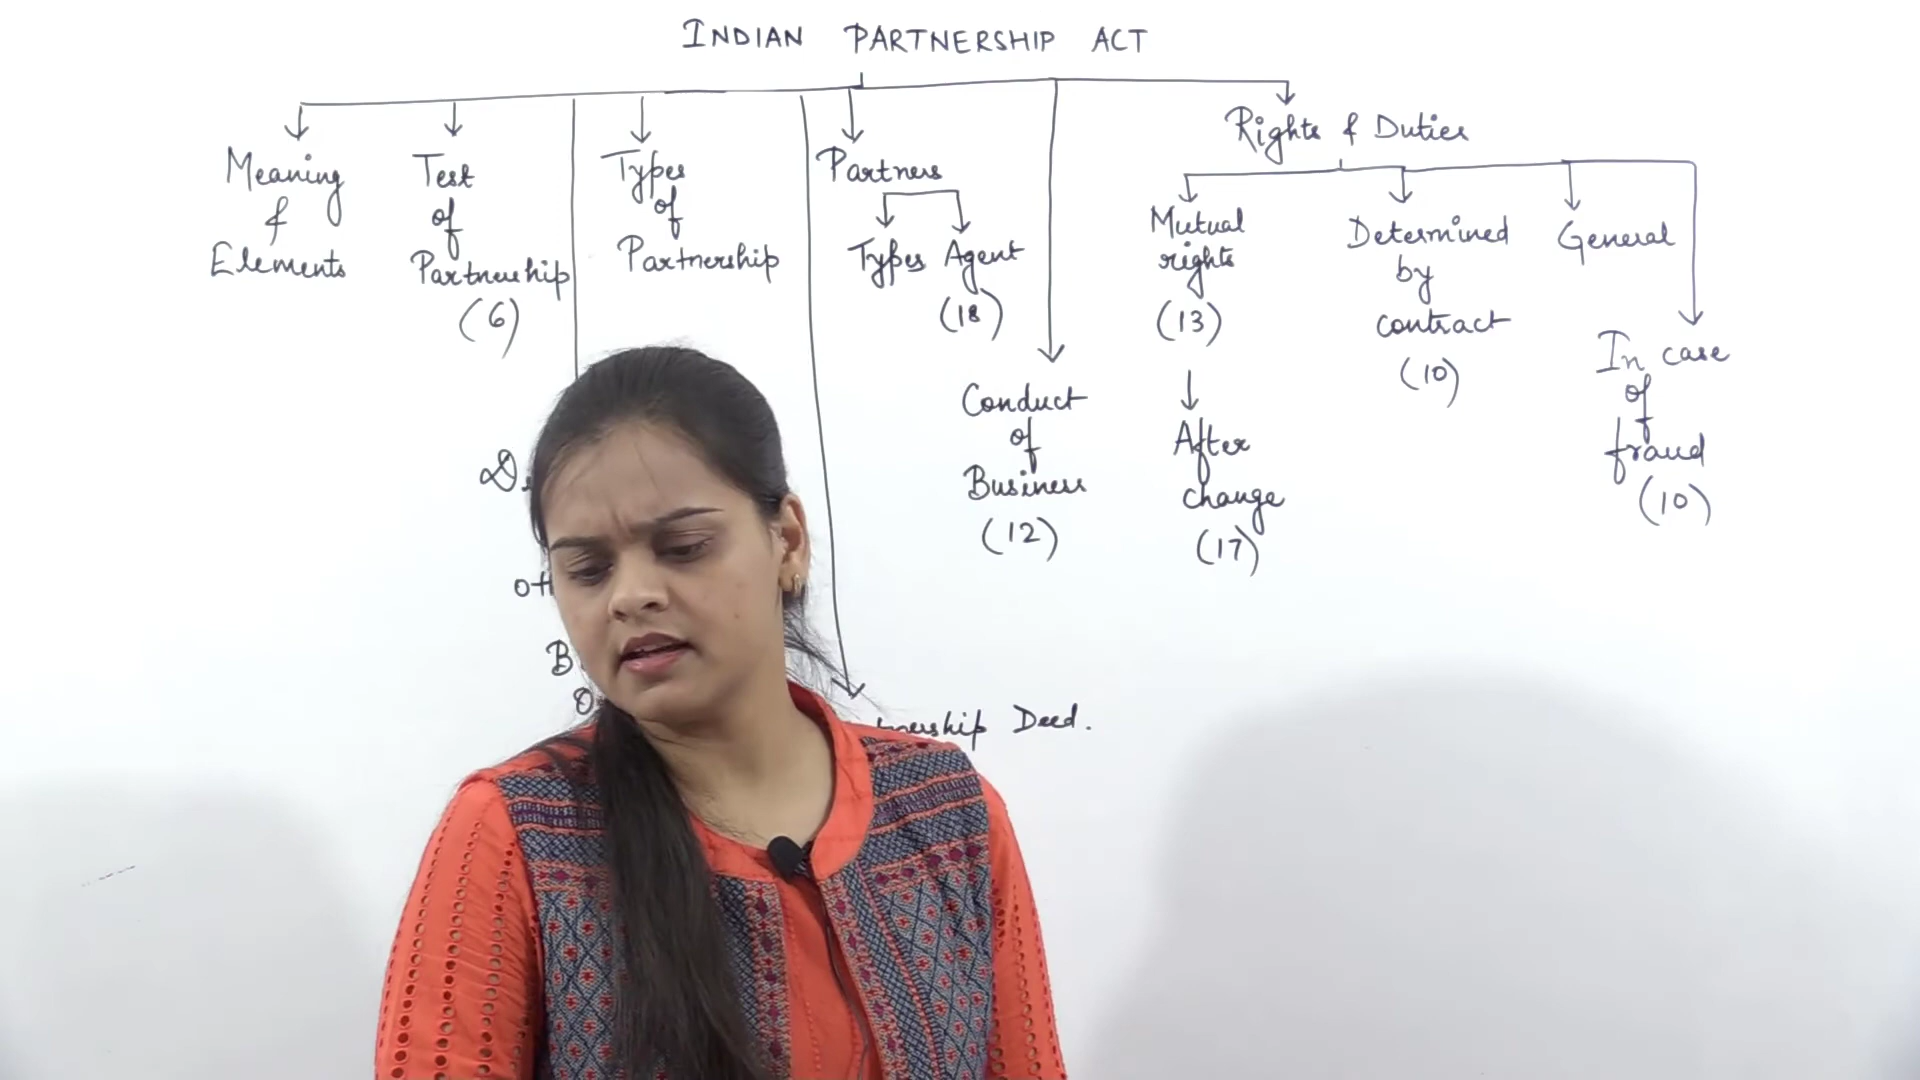 INDIAN PARTNERSHIP ACT
Meaning
&
Elements
Test
of
Partnership
(6)
Types
of
Partnership
Partners
Types Agent
(18)
Conduct
of
Business
(12)
Rights & Duties
Mutual
rights
(13)
After
change
(17)
Determined
by
contract
(10)
General
In case
of
fraud
(10)
Deed.